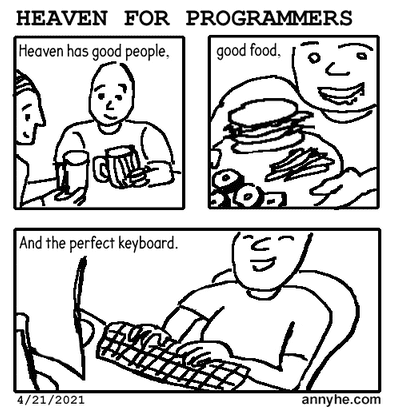 HEAVEN FOR PROGRAMMERS
Heaven has good people,
good food,
And the perfect keyboard.
4/21/2021
annyhe.com